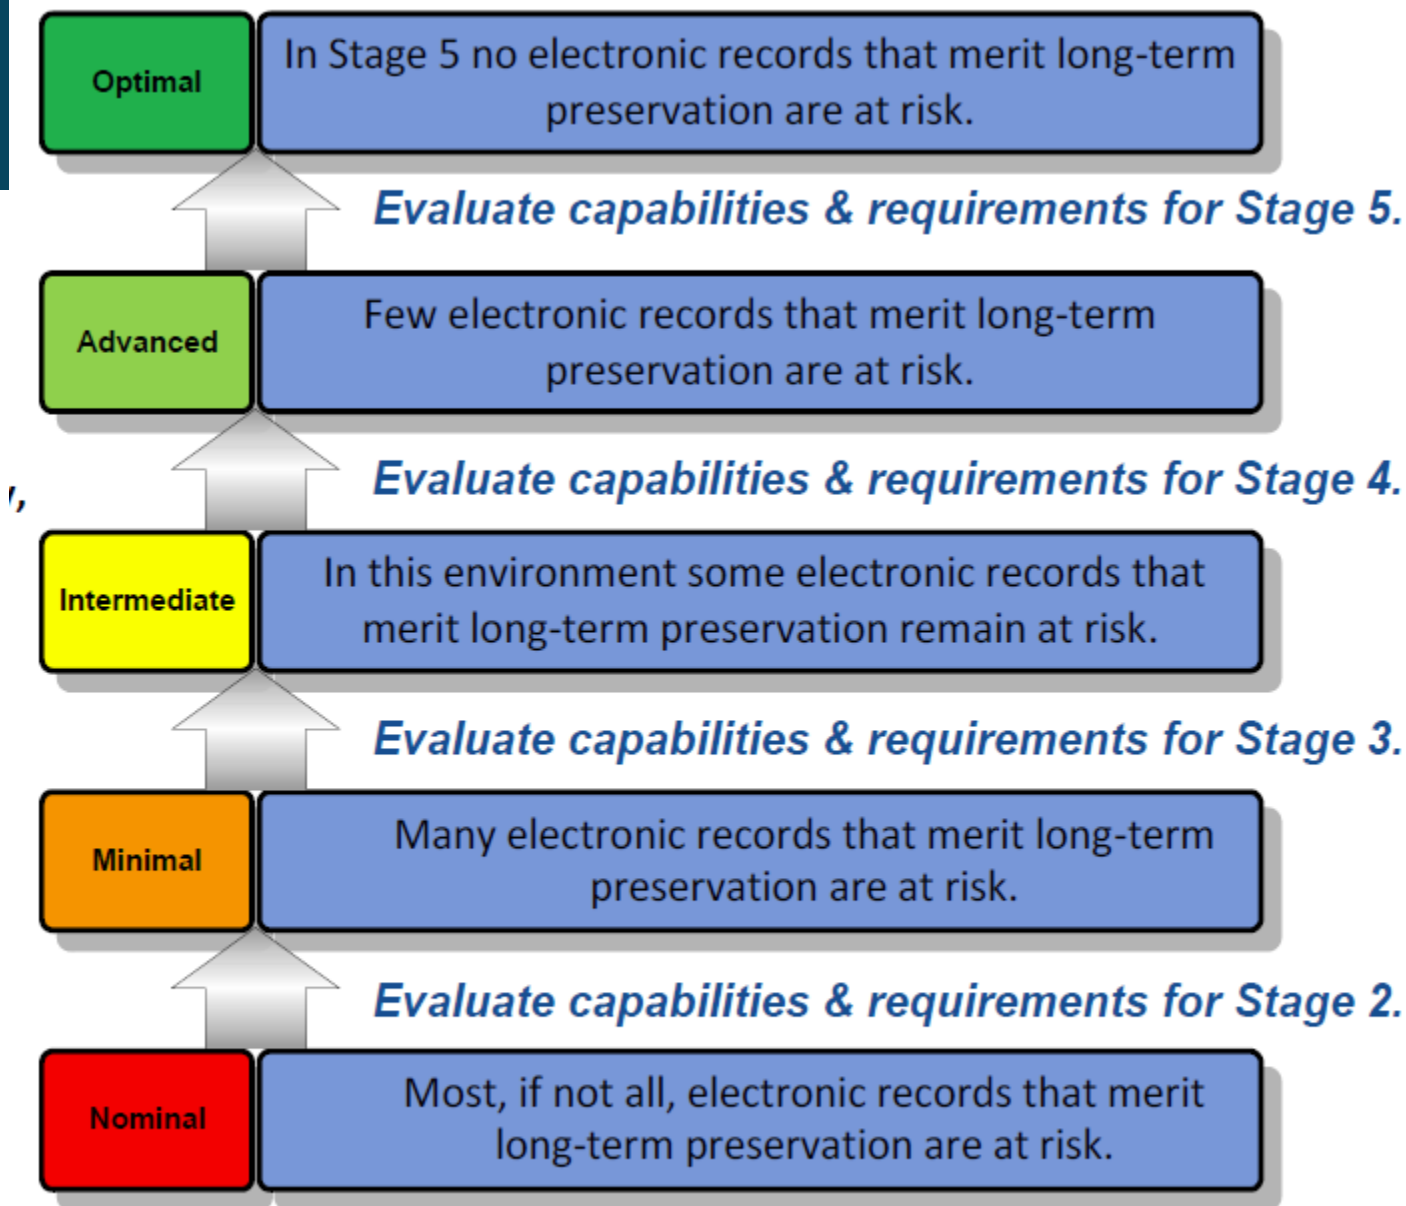 Optimal
In Stage 5 no electronic records that merit long-term
preservation are at risk.
Evaluate capabilities & requirements for Stage 5.
Advanced
Few electronic records that merit long-term
preservation are at risk.
Evaluate capabilities & requirements for Stage 4.
Intermediate
In this environment some electronic records that
merit long-term preservation remain at risk.
Evaluate capabilities & requirements for Stage 3.
Minimal
Many electronic records that merit long-term
preservation are at risk.
Evaluate capabilities & requirements for Stage 2.
Nominal
Most, if not all, electronic records that merit
long-term preservation are at risk.